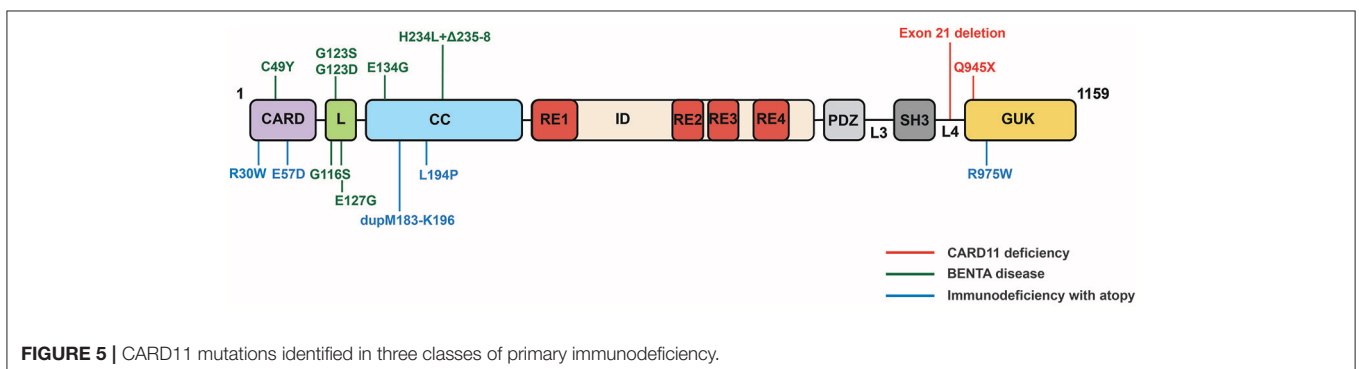 H234L+Δ235-8
Exon 21 deletion
G123S
G123D
C49Y
E134G
Q945X
1
1159
CARD
L
CC
RE1
ID
RE2
RE3
RE4
PDZ
L3
SH3
L4
GUK
R30W
E57D
G116S
L194P
R975W
E127G
dupM183-K196
CARD11 deficiency
BENTA disease
Immunodeficiency with atopy
FIGURE 5 | CARD11 mutations identified in three classes of primary immunodeficiency.